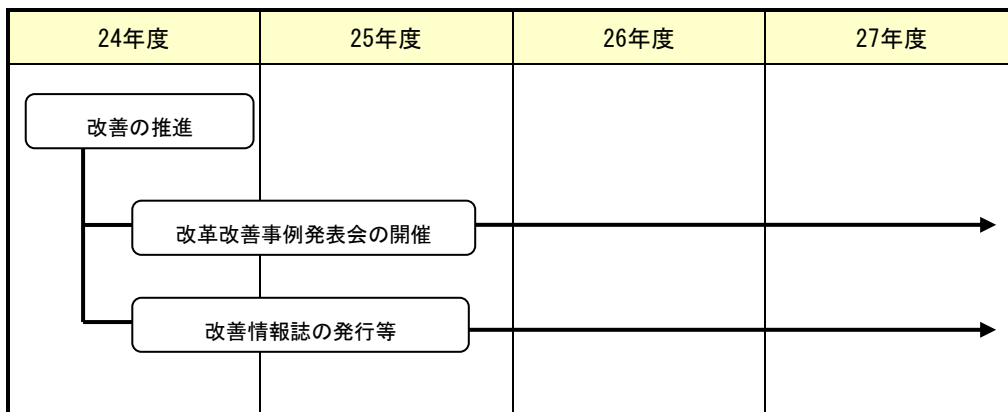 24年度
25年度
26年度
27年度
改善の推進
改革改善事例発表会の開催
改善情報誌の発行等